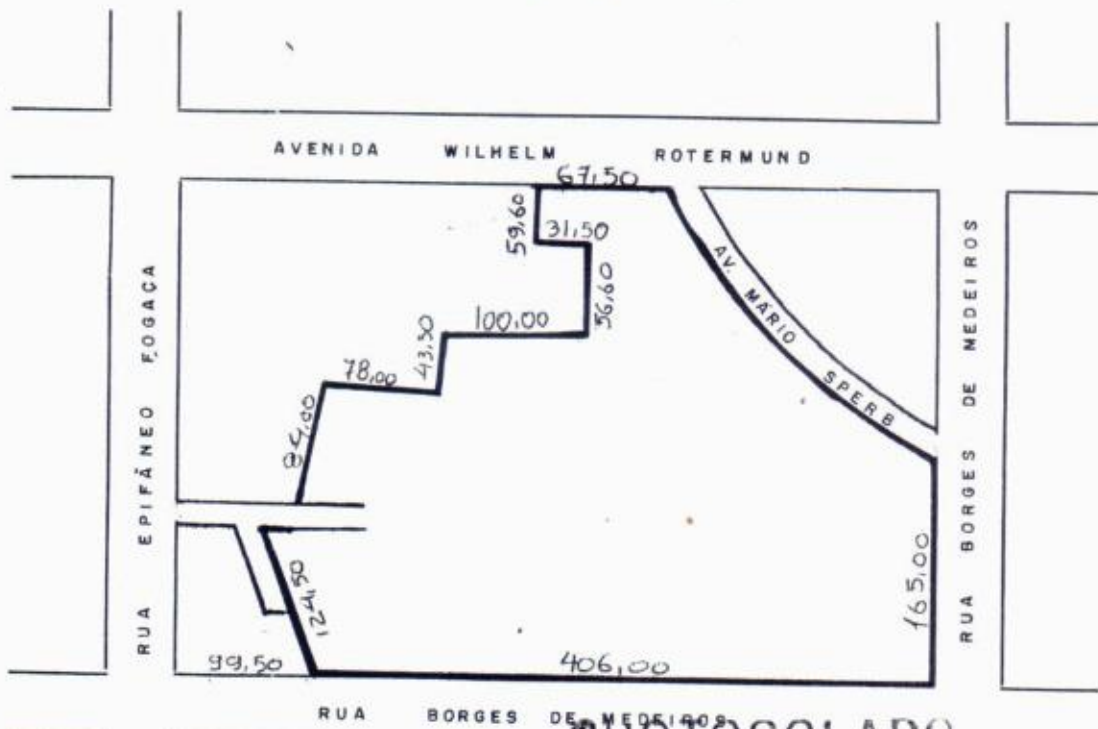 AVENIDA WILHELM ROTERMUND
67,50
59,60
31,50
56,60
AV. MÁRIO SPERB
100,00
43,50
78,00
84,00
RUA EPIFÂNEO FOGAÇA
RUA BORGES DE MEDEIROS
165,00
124,50
99,50
406,00
RUA BORGES DE MEDEIROS